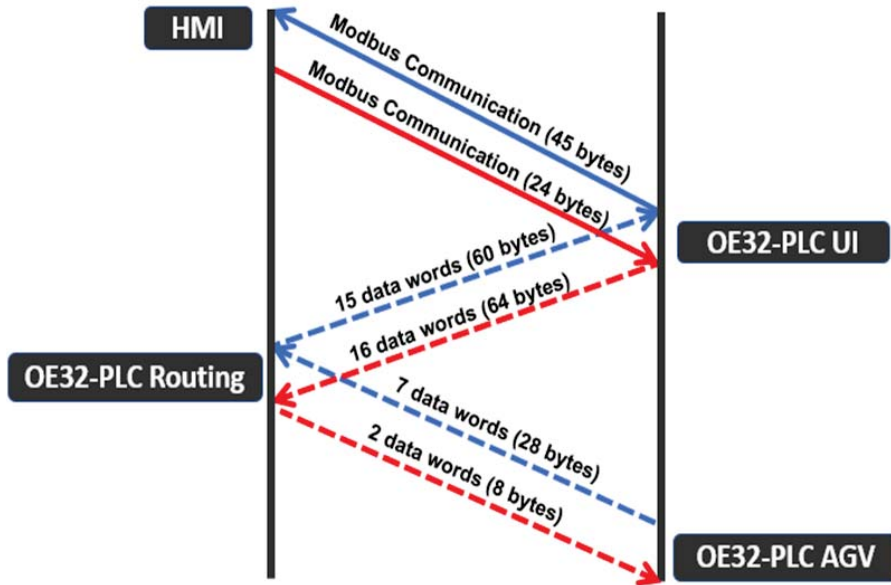 HMI
Modbus Communication (45 bytes)
Modbus Communication (24 bytes)
OE32-PLC UI
15 data words (60 bytes)
16 data words (64 bytes)
OE32-PLC Routing
7 data words (28 bytes)
2 data words (8 bytes)
OE32-PLC AGV